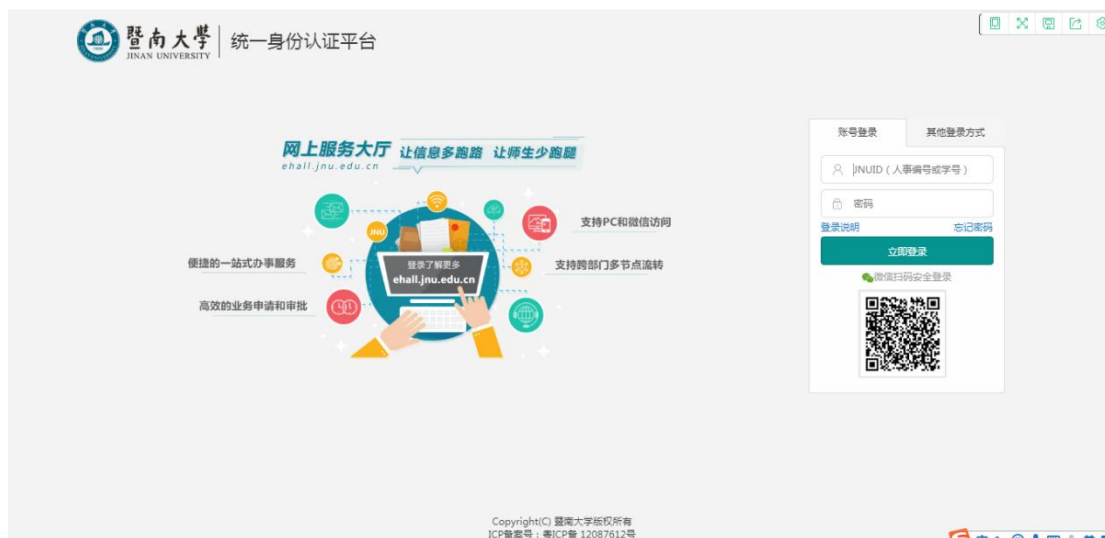 暨南大學
JINAN UNIVERSITY
统一身份认证平台
账号登录
其他登录方式
网上服务大厅 让信息多跑路 让师生少跑腿
ehall.jnu.edu.cn
JNUID（人事编号或学号）
密码
登录说明
忘记密码
立即登录
微信扫码安全登录
支持PC和微信访问
JNU
便捷的一站式办事服务
登录了解更多
ehall.jnu.edu.cn
支持跨部门多节点流转
高效的业务申请和审批
Copyright(C) 暨南大学版权所有
ICP备案号：粤ICP备 12087612号